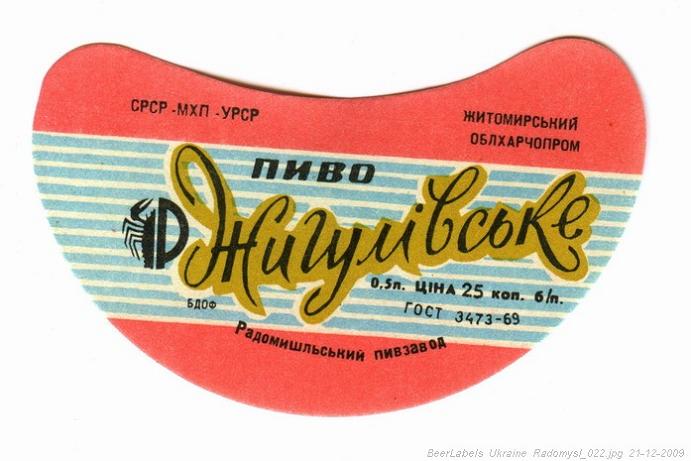 СРСР -МХП -УРСР
ЖИТОМИРСЬКИЙ
ОБЛХАРЧОПРОМ
ПИВО
Жигулівське
0,5л. ЦІНА 25 коп. б/п.
БДОФ
ГОСТ 3473-69
Радомишльський пивзавод
BeerLabels Ukraine Radomysl_022.jpg 21-12-2009